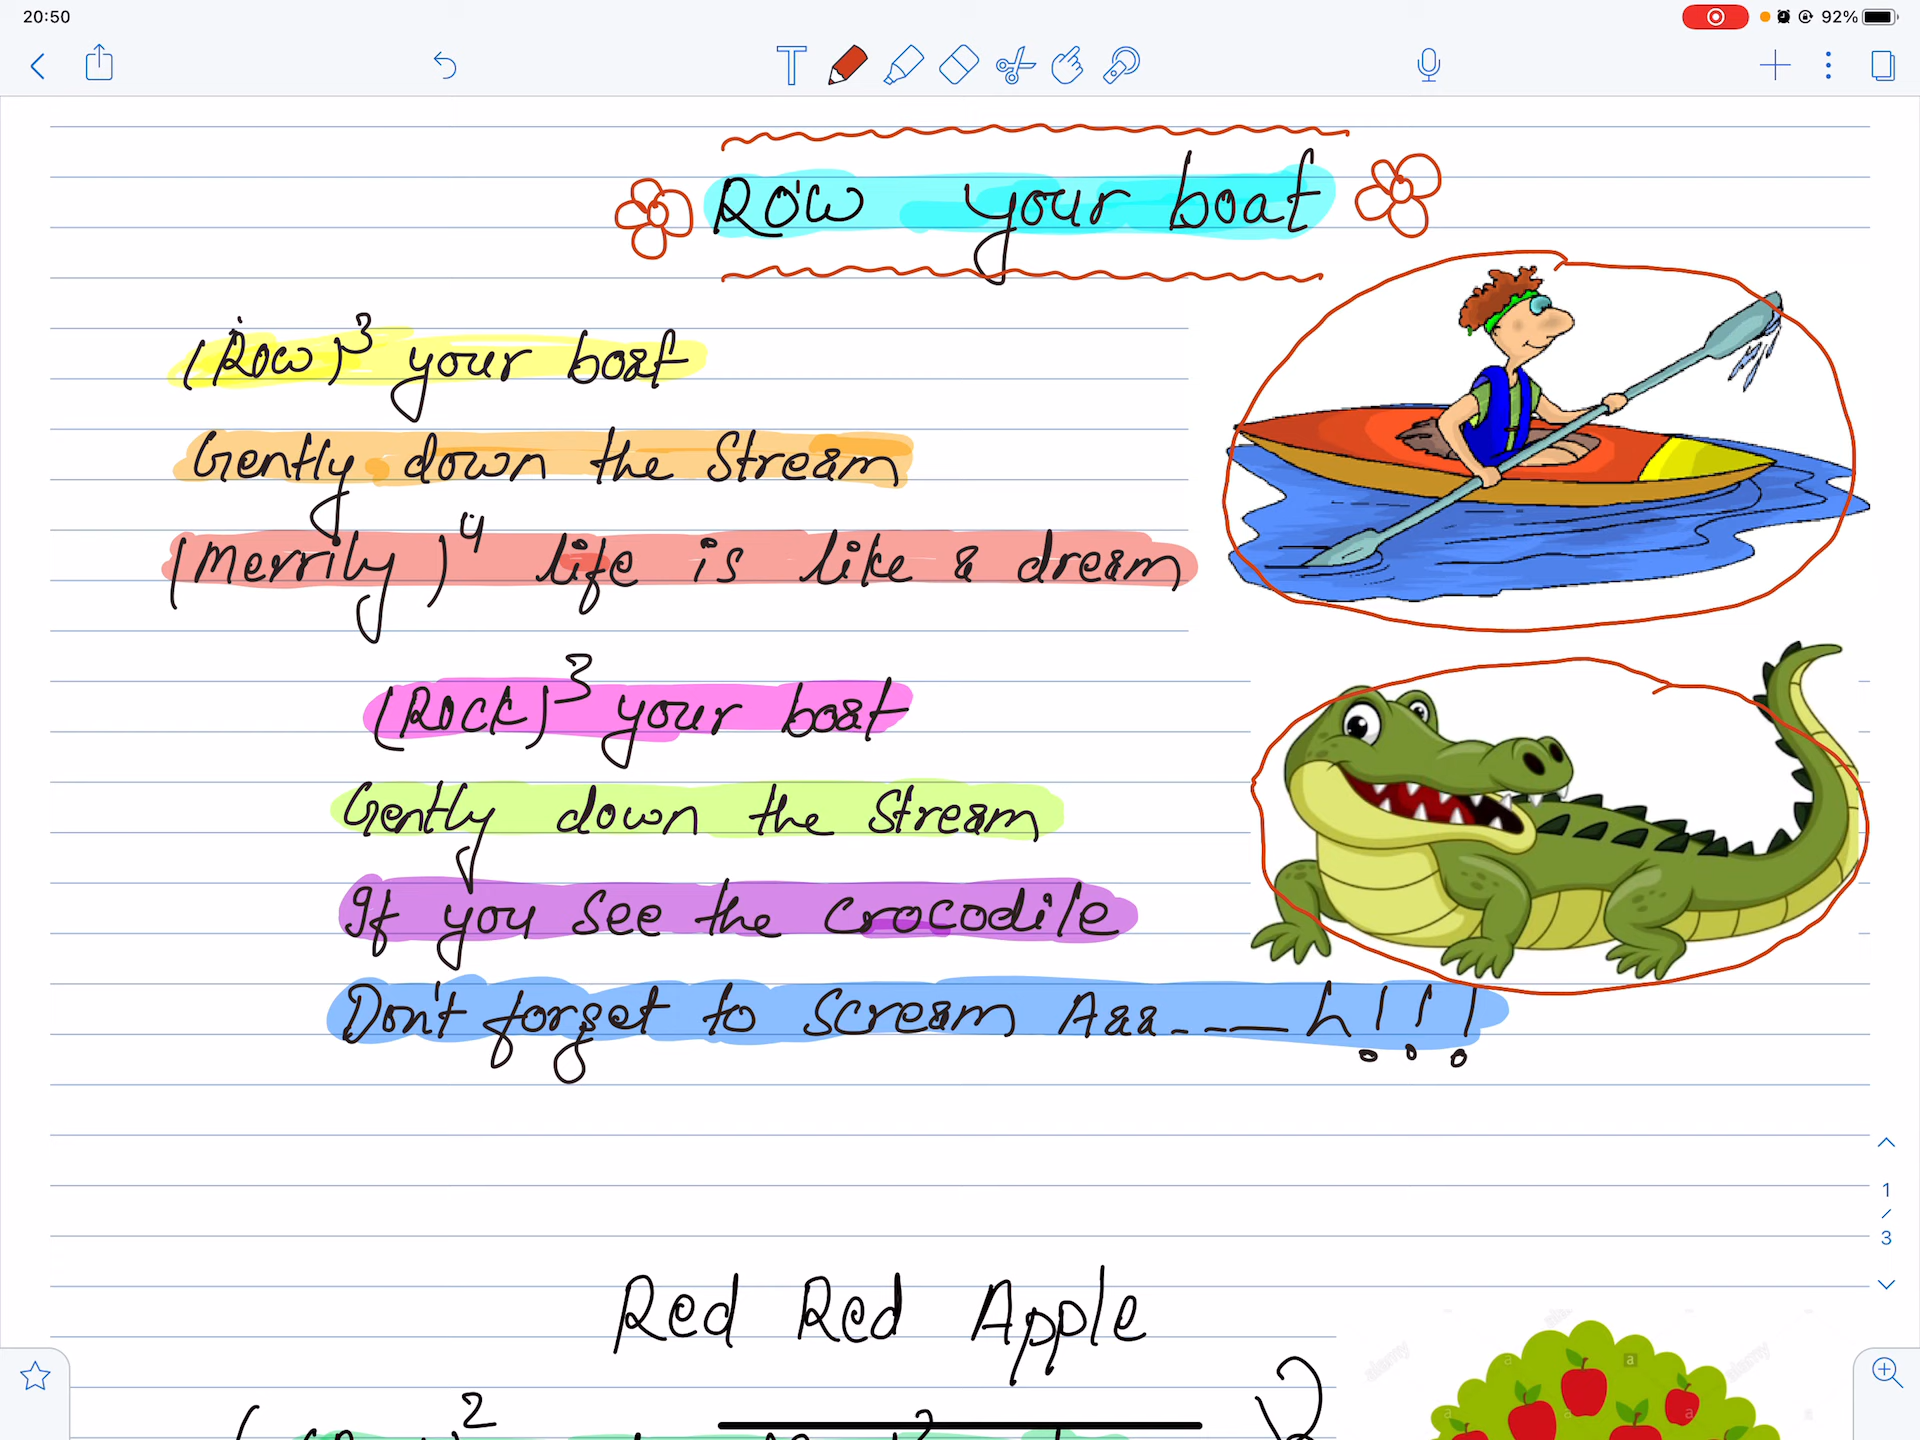 20:50
92%
Row your boat
(Row)³ your boat
Gently down the Stream
(Merrily)⁴ life is like a dream
(Rock)³ your boat
Gently down the Stream
If you See the crocodile
Don't forget to scream Aaa---—h!!!
1
/
3
Red Red Apple
alamy
a
a
alamy
a
a